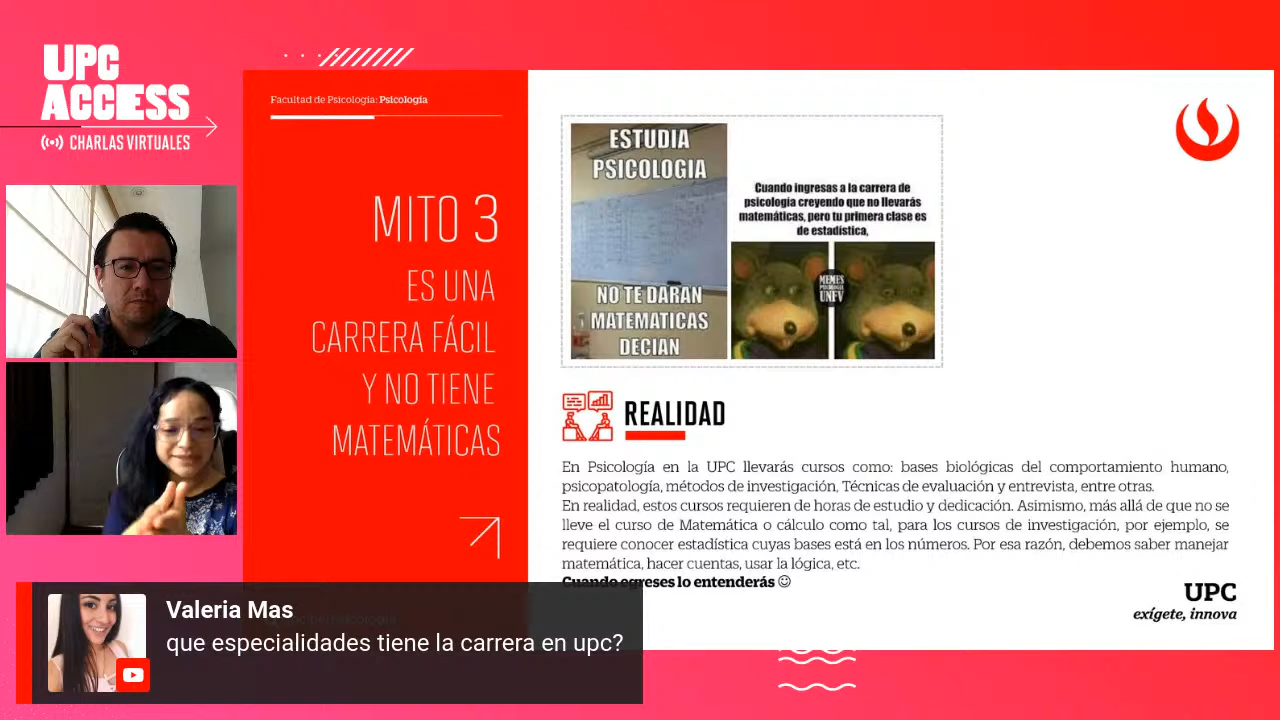 UPC
ACCESS
CHARLAS VIRTUALES
Facultad de Psicología: Psicología
MITO 3
ES UNA
CARRERA FÁCIL
Y NO TIENE
MATEMÁTICAS
ESTUDIA
PSICOLOGIA
NO TE DARAN
MATEMATICAS
DECIAN
Cuando ingresas a la carrera de
psicología creyendo que no llevarás
matemáticas, pero tu primera clase es
de estadística,
MEMES
PSICOLOGIA
UNFV
REALIDAD
En Psicología en la UPC llevarás cursos como: bases biológicas del comportamiento humano,
psicopatología, métodos de investigación, Técnicas de evaluación y entrevista, entre otras.
En realidad, estos cursos requieren de horas de estudio y dedicación. Asimismo, más allá de que no se
lleve el curso de Matemática o cálculo como tal, para los cursos de investigación, por ejemplo, se
requiere conocer estadística cuyas bases está en los números. Por esa razón, debemos saber manejar
matemática, hacer cuentas, usar la lógica, etc.
Cuando egreses lo entenderás ☺
UPC
exígete, innova
Valeria Mas
que especialidades tiene la carrera en upc?